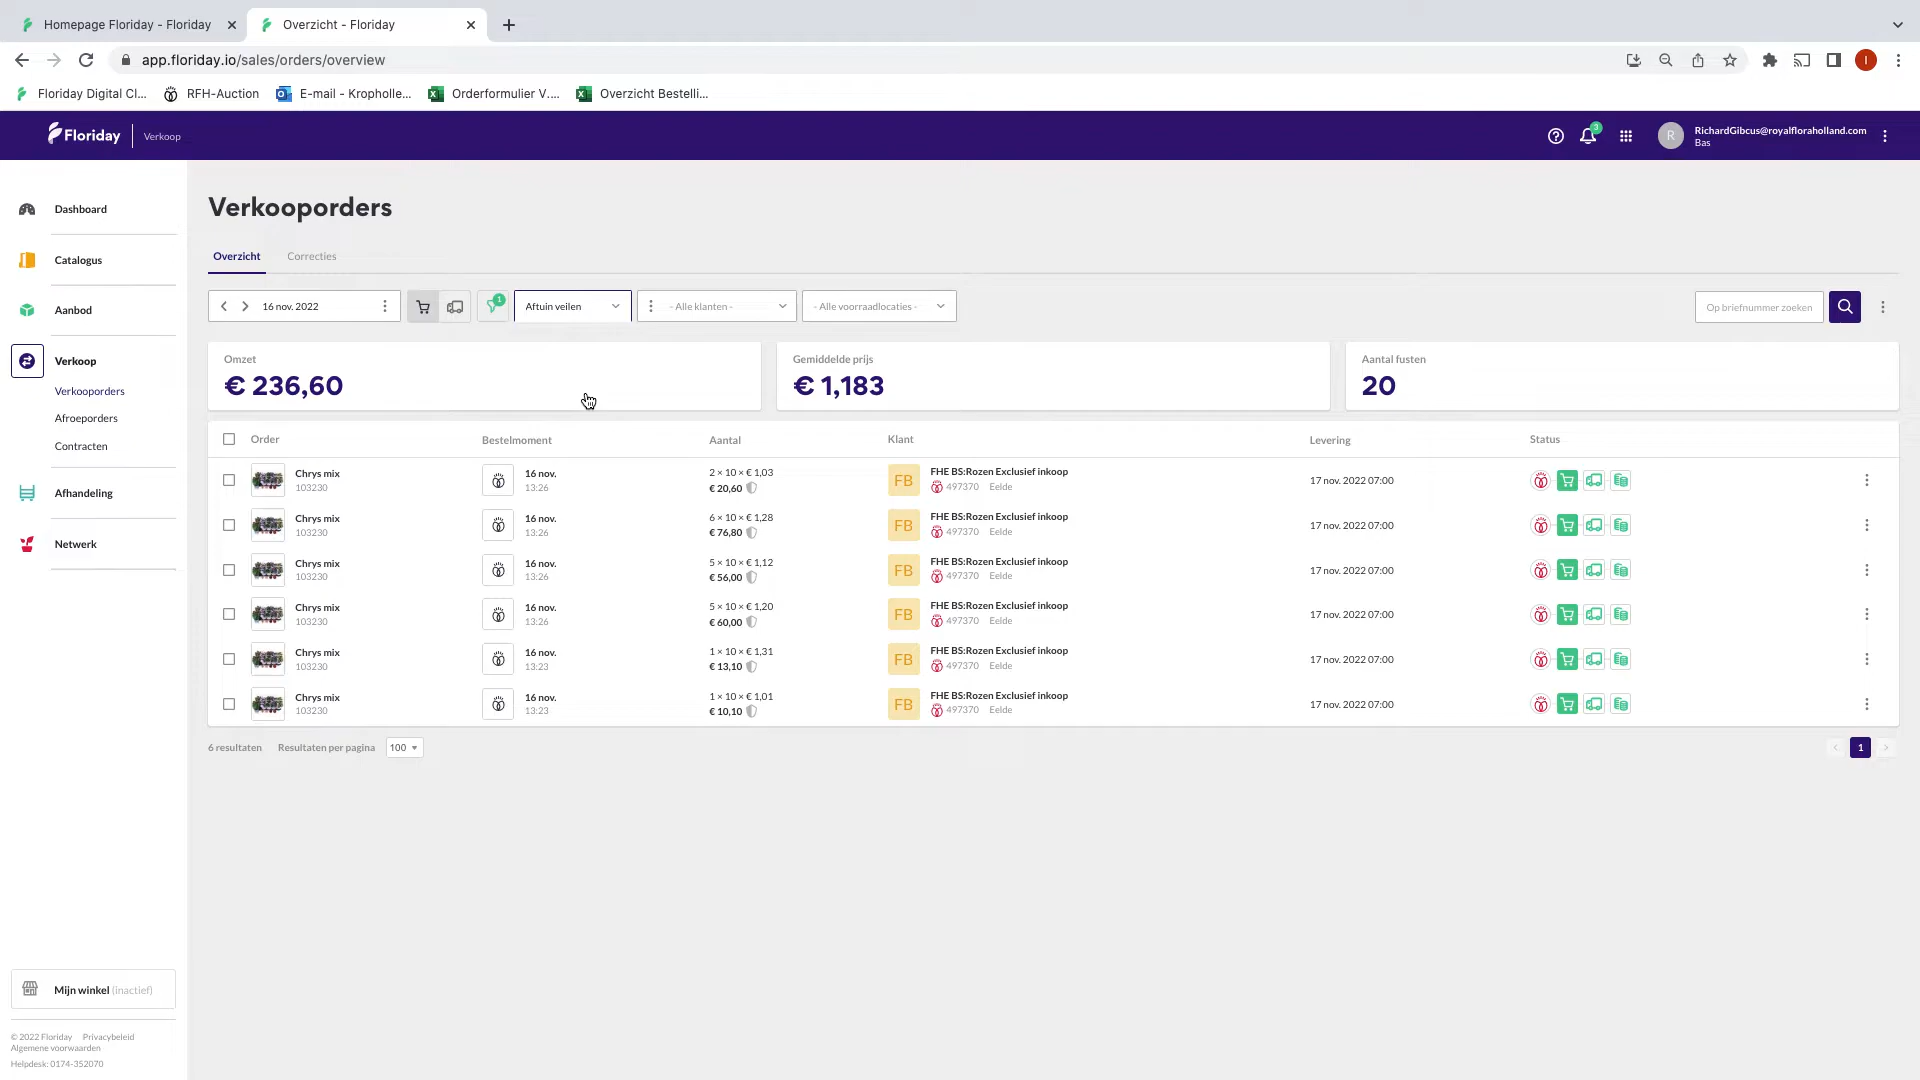 Homepage Floriday - Floriday
Overzicht - Floriday
app.floriday.io/sales/orders/overview
I
Floriday Digital Cl...
RFH-Auction
E-mail - Kropholle...
Orderformulier V....
Overzicht Bestelli...
Floriday
Verkoop
3
R
RichardGibcus@royalfloraholland.com
Bas
Dashboard
Catalogus
Aanbod
Verkoop
Verkooporders
Afroeporders
Contracten
Afhandeling
Netwerk
Mijn winkel (inactief)
© 2022 Floriday Privacybeleid
Algemene voorwaarden
Helpdesk: 0174-352070
Verkooporders
Overzicht Correcties
16 nov. 2022
1
Aftuin veilen
- Alle klanten -
- Alle voorraadlocaties -
Op briefnummer zoeken
Omzet
€ 236,60
Gemiddelde prijs
€ 1,183
Aantal fusten
20
Order Bestelmoment Aantal Klant Levering Status
Chrys mix 16 nov. 2 × 10 × € 1,03 FB FHE BS:Rozen Exclusief inkoop 17 nov. 2022 07:00
103230 13:26 € 20,60 497370 Eelde
Chrys mix 16 nov. 6 × 10 × € 1,28 FB FHE BS:Rozen Exclusief inkoop 17 nov. 2022 07:00
103230 13:26 € 76,80 497370 Eelde
Chrys mix 16 nov. 5 × 10 × € 1,12 FB FHE BS:Rozen Exclusief inkoop 17 nov. 2022 07:00
103230 13:26 € 56,00 497370 Eelde
Chrys mix 16 nov. 5 × 10 × € 1,20 FB FHE BS:Rozen Exclusief inkoop 17 nov. 2022 07:00
103230 13:26 € 60,00 497370 Eelde
Chrys mix 16 nov. 1 × 10 × € 1,31 FB FHE BS:Rozen Exclusief inkoop 17 nov. 2022 07:00
103230 13:23 € 13,10 497370 Eelde
Chrys mix 16 nov. 1 × 10 × € 1,01 FB FHE BS:Rozen Exclusief inkoop 17 nov. 2022 07:00
103230 13:23 € 10,10 497370 Eelde
6 resultaten Resultaten per pagina 100
1